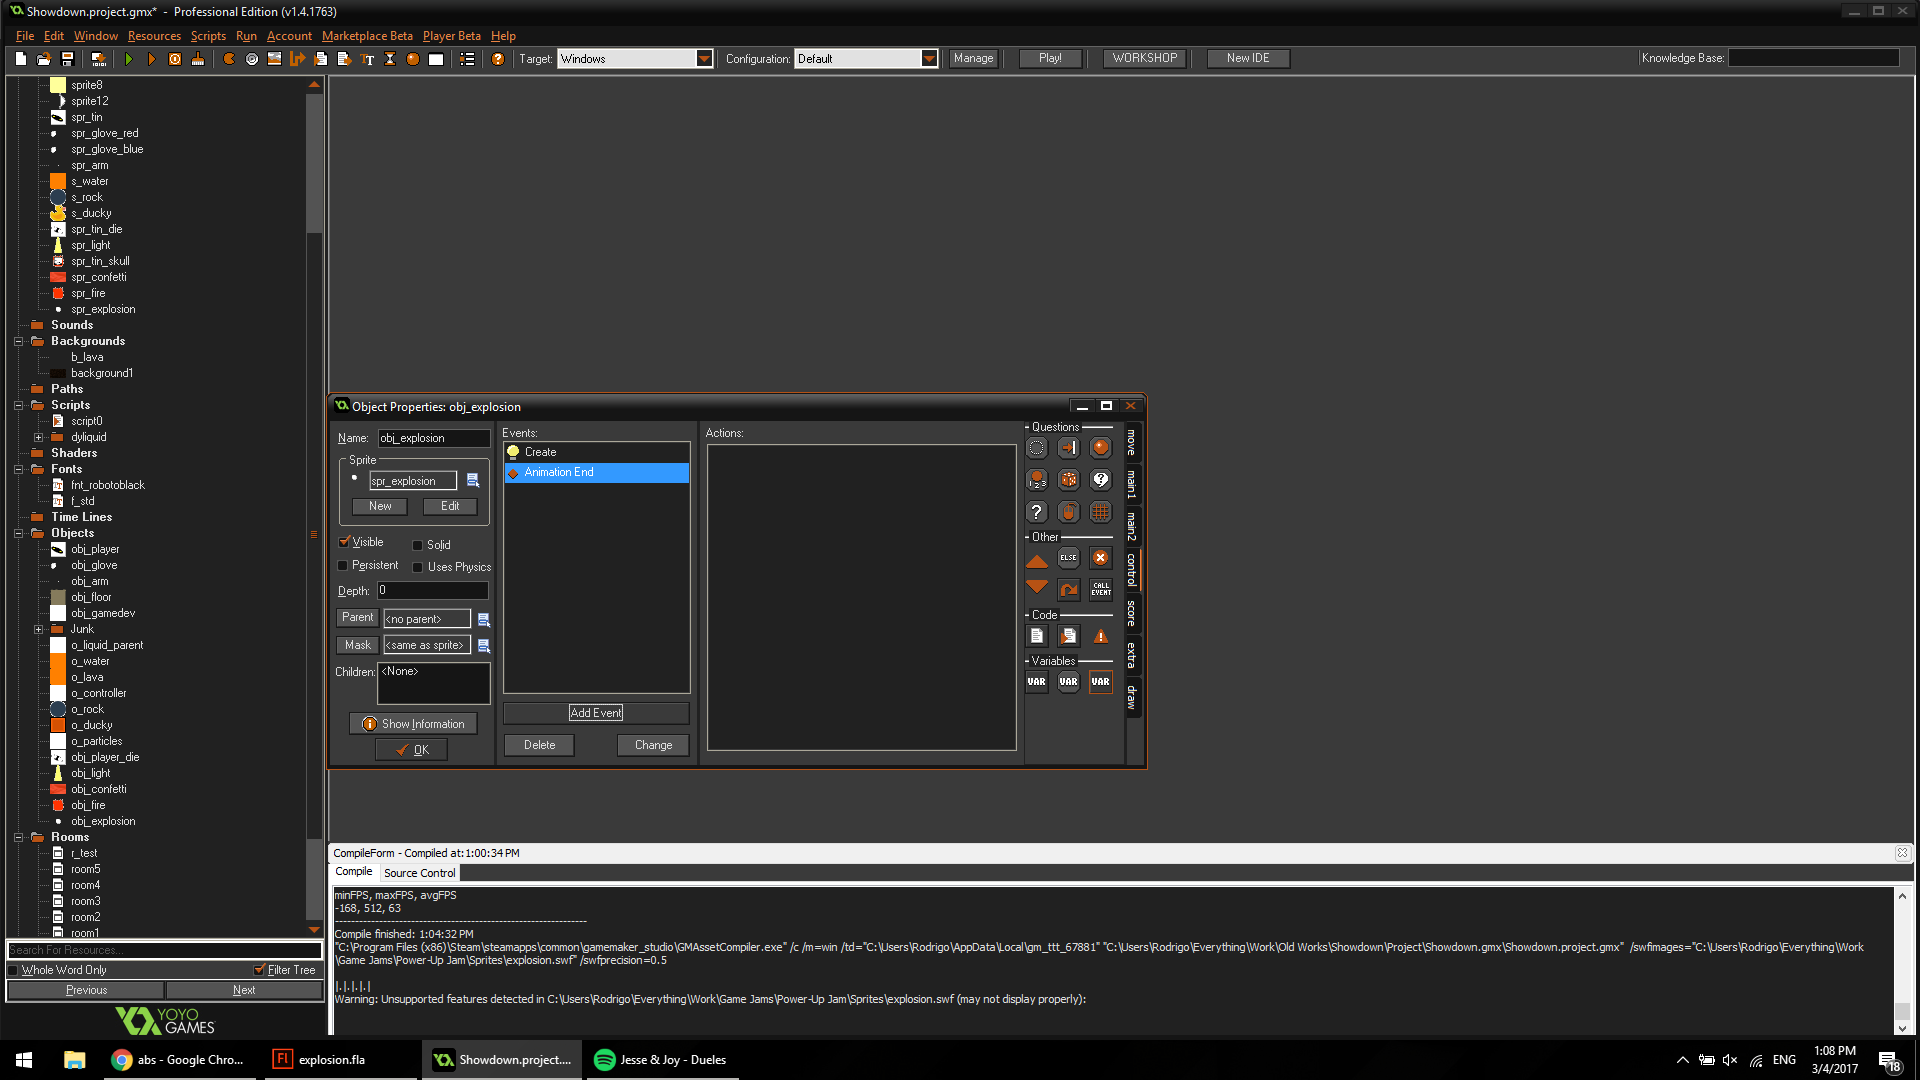 Showdown.project.gmx* - Professional Edition (v1.4.1763)
File Edit Window Resources Scripts Run Account Marketplace Beta Player Beta Help
Target: Windows Configuration: Default Manage Play! WORKSHOP New IDE Knowledge Base:
sprite8
sprite12
spr_tin
spr_glove_red
spr_glove_blue
spr_arm
s_water
s_rock
s_ducky
spr_tin_die
spr_light
spr_tin_skull
spr_confetti
spr_fire
spr_explosion
Sounds
Backgrounds
b_lava
background1
Paths
Scripts
script0
dyliquid
Shaders
Fonts
fnt_robotoblack
f_std
Time Lines
Objects
obj_player
obj_glove
obj_arm
obj_floor
obj_gamedev
Junk
o_liquid_parent
o_water
o_lava
o_controller
o_rock
o_ducky
o_particles
obj_player_die
obj_light
obj_confetti
obj_fire
obj_explosion
Rooms
r_test
room5
room4
room3
room2
room1
Search For Resources...
Whole Word Only Filter Tree
Previous Next
YOYO
GAMES
Object Properties: obj_explosion
Name: obj_explosion
Sprite
spr_explosion
New Edit
Visible Solid
Persistent Uses Physics
Depth: 0
Parent <no parent>
Mask <same as sprite>
Children: <None>
Show Information
OK
Events:
Create
Animation End
Add Event
Delete Change
Actions:
Questions
1 2 3
?
?
Other
ELSE
CALL
EVENT
Code
Variables
VAR VAR VAR
move
main1
main2
control
score
extra
draw
CompileForm - Compiled at:1:00:34 PM
Compile Source Control
minFPS, maxFPS, avgFPS
-168, 512, 63
Compile finished: 1:04:32 PM
"C:\Program Files (x86)\Steam\steamapps\common\gamemaker_studio\GMAssetCompiler.exe" /c /m=win /td="C:\Users\Rodrigo\AppData\Local\gm_ttt_67881" "C:\Users\Rodrigo\Everything\Work\Old Works\Showdown\Project\Showdown.gmx\Showdown.project.gmx" /swfimages="C:\Users\Rodrigo\Everything\Work
\Game Jams\Power-Up Jam\Sprites\explosion.swf" /swfprecision=0.5
|.|.|.|.|
Warning: Unsupported features detected in C:\Users\Rodrigo\Everything\Work\Game Jams\Power-Up Jam\Sprites\explosion.swf (may not display properly):
abs - Google Chro... Fl explosion.fla Showdown.project.... Jesse & Joy - Dueles
ENG
1:08 PM
3/4/2017
18